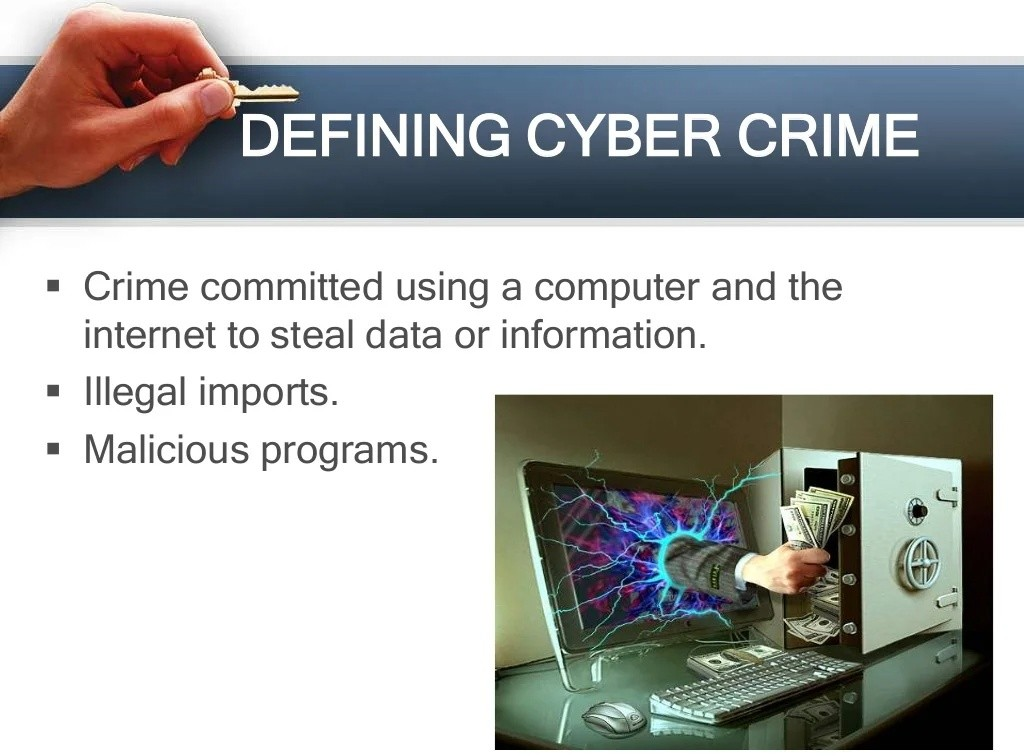 DEFINING CYBER CRIME
▪ Crime committed using a computer and the
internet to steal data or information.
▪ Illegal imports.
▪ Malicious programs.